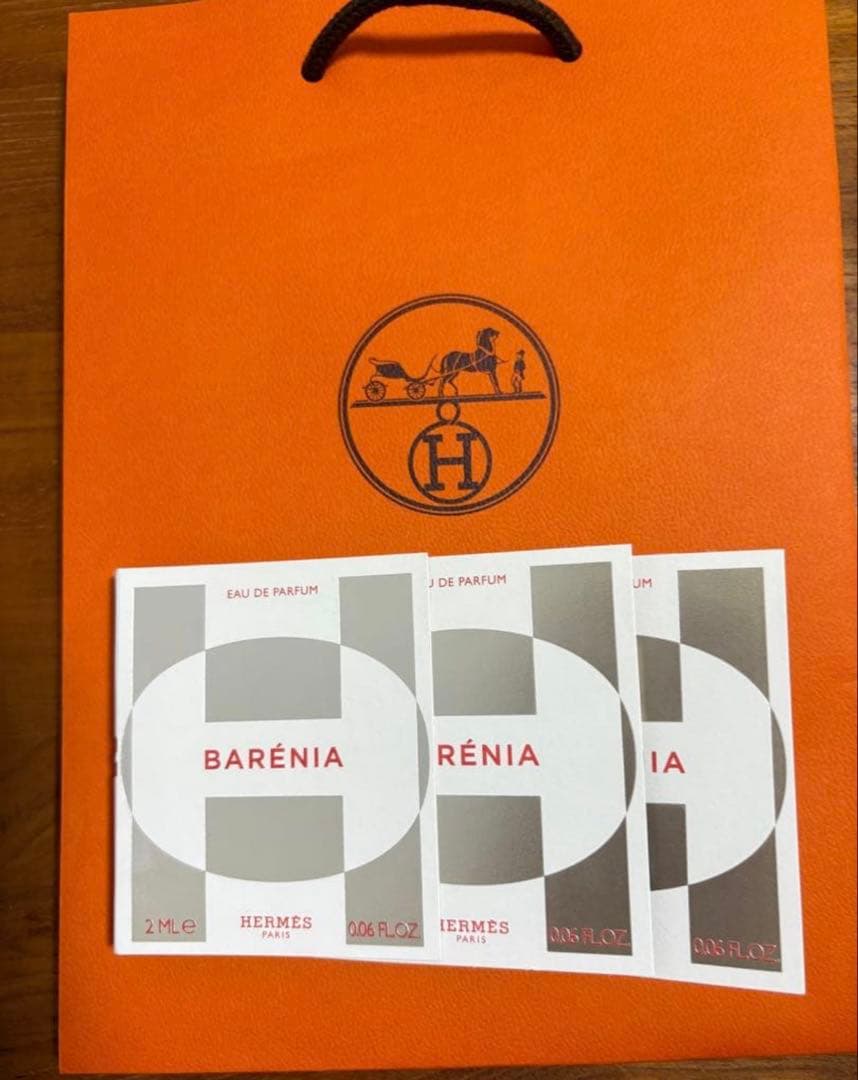 H
EAU DE PARFUM
BARÉNIA
2 ML e
HERMÈS
PARIS
0.06 FL.OZ.
U DE PARFUM
RÉNIA
HERMÈS
PARIS
0.06 FL.OZ.
UM
IA
0.06 FL.OZ.